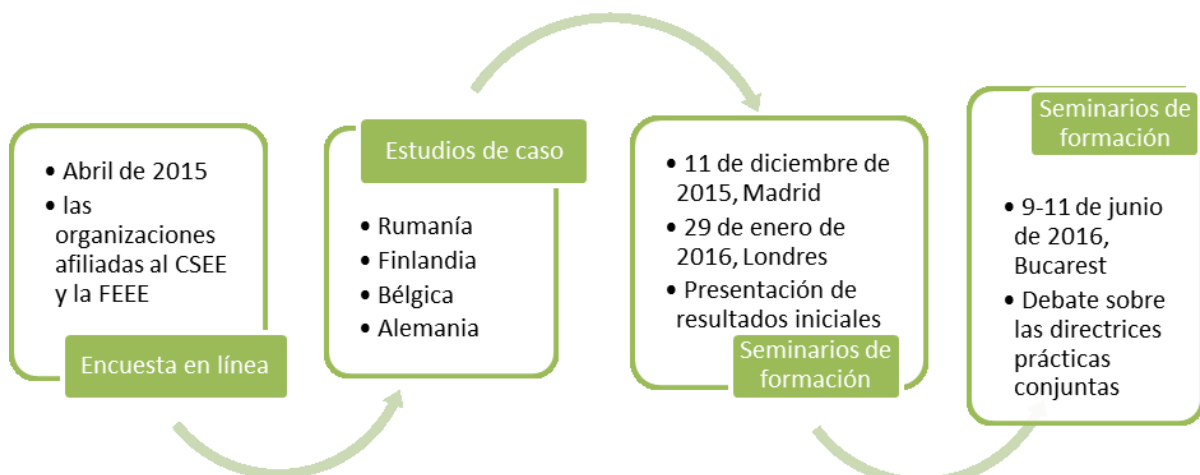 • Abril de 2015
• las
organizaciones
afiliadas al CSEE
y la FEEE
Encuesta en línea
Estudios de caso
• Rumanía
• Finlandia
• Bélgica
• Alemania
• 11 de diciembre de
2015, Madrid
• 29 de enero de
2016, Londres
• Presentación de
resultados iniciales
Seminarios de
formación
Seminarios de
formación
• 9-11 de junio
de 2016,
Bucarest
• Debate sobre
las directrices
prácticas
conjuntas